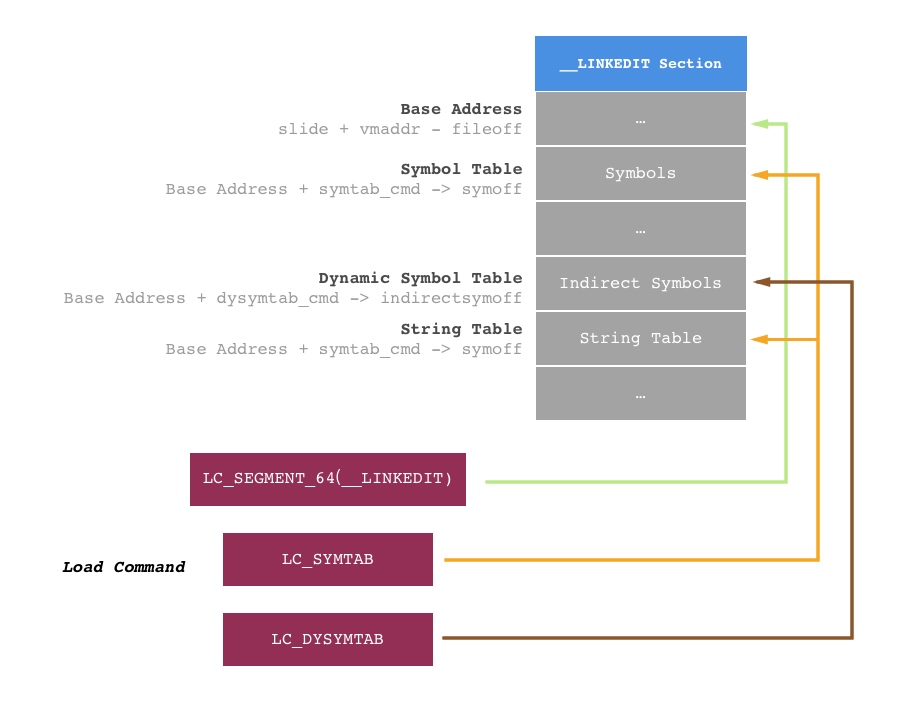 __LINKEDIT Section
Base Address
slide + vmaddr - fileoff
…
Symbol Table
Base Address + symtab_cmd -> symoff
Symbols
…
Dynamic Symbol Table
Base Address + dysymtab_cmd -> indirectsymoff
Indirect Symbols
String Table
Base Address + symtab_cmd -> symoff
String Table
…
LC_SEGMENT_64(__LINKEDIT)
LC_SYMTAB
Load Command
LC_DYSYMTAB